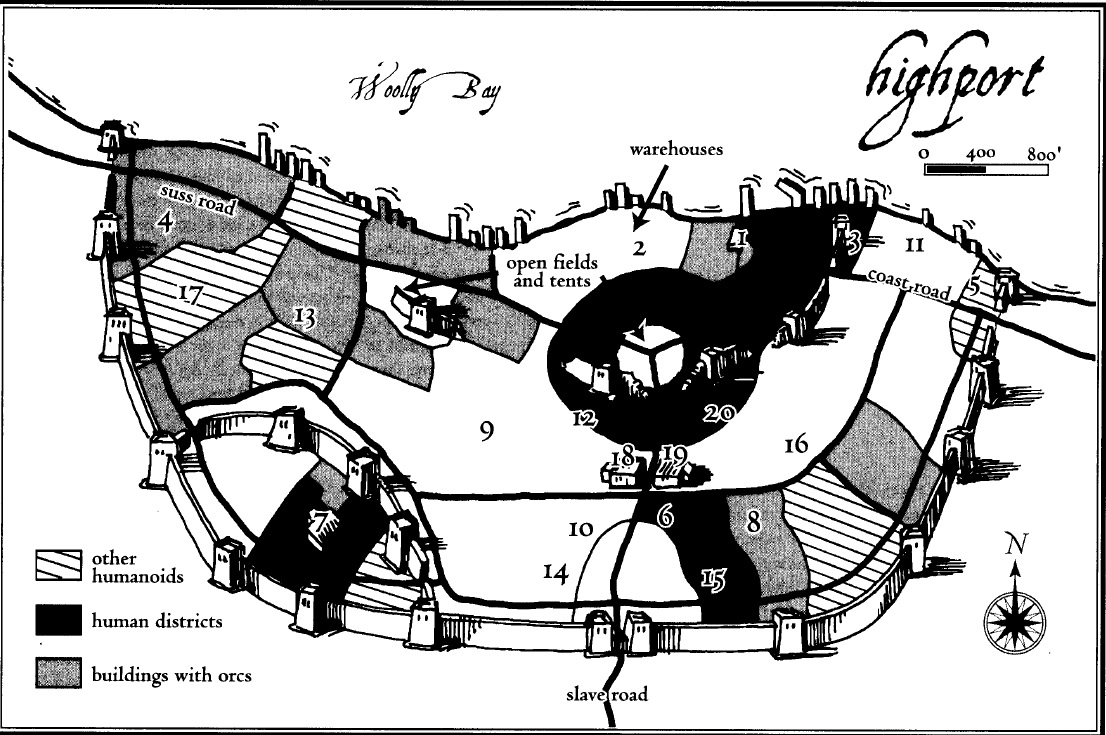 highport
Woolly Bay
0 400 800'
warehouses
suss road
4
1
3
11
2
open fields
and tents
coast road
5
17
13
12
20
9
16
18
19
7
10
6
8
14
15
N
other
humanoids
human districts
buildings with orcs
slave road